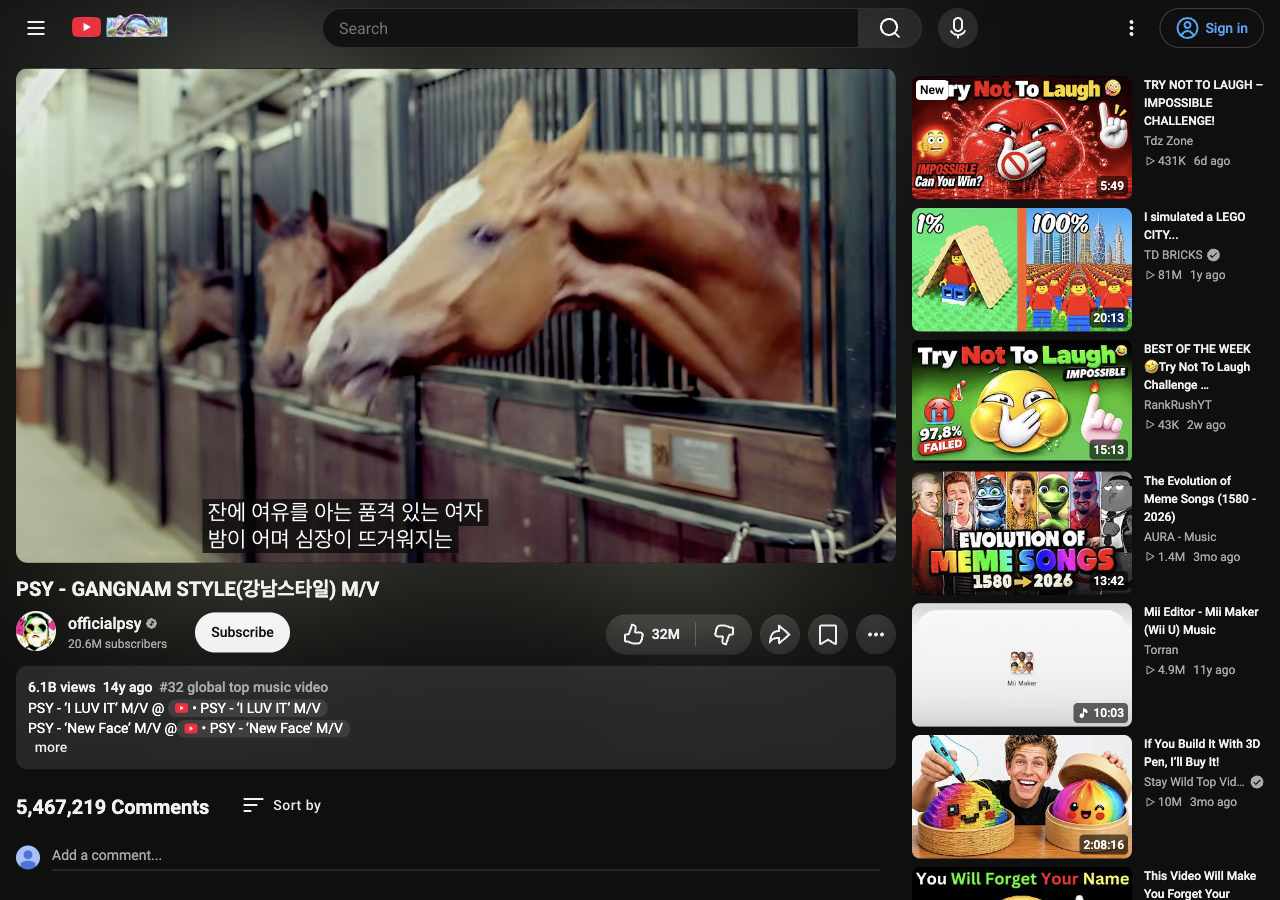 Search
Sign in
잔에 여유를 아는 품격 있는 여자
밤이 어며 심장이 뜨거워지는
PSY - GANGNAM STYLE(강남스타일) M/V
officialpsy
20.6M subscribers
Subscribe
32M
6.1B views 14y ago #32 global top music video
PSY - ‘I LUV IT’ M/V @ • PSY - ‘I LUV IT’ M/V
PSY - ‘New Face’ M/V @ • PSY - ‘New Face’ M/V
more
5,467,219 Comments
Sort by
Add a comment...
New
ry Not To Laugh
IMPOSSIBLE
Can You Win?
5:49
TRY NOT TO LAUGH –
IMPOSSIBLE
CHALLENGE!
Tdz Zone
431K 6d ago
1%
100%
20:13
I simulated a LEGO
CITY...
TD BRICKS
81M 1y ago
Try Not To Laugh
IMPOSSIBLE
97,8%
FAILED
15:13
BEST OF THE WEEK
🤣Try Not To Laugh
Challenge ...
RankRushYT
43K 2w ago
EVOLUTION OF
MEME SONGS
1580 → 2026
13:42
The Evolution of
Meme Songs (1580 -
2026)
AURA - Music
1.4M 3mo ago
Mii Maker
10:03
Mii Editor - Mii Maker
(Wii U) Music
Torran
4.9M 11y ago
2:08:16
If You Build It With 3D
Pen, I’ll Buy It!
Stay Wild Top Vid...
10M 3mo ago
You Will Forget Your Name
This Video Will Make
You Forget Your